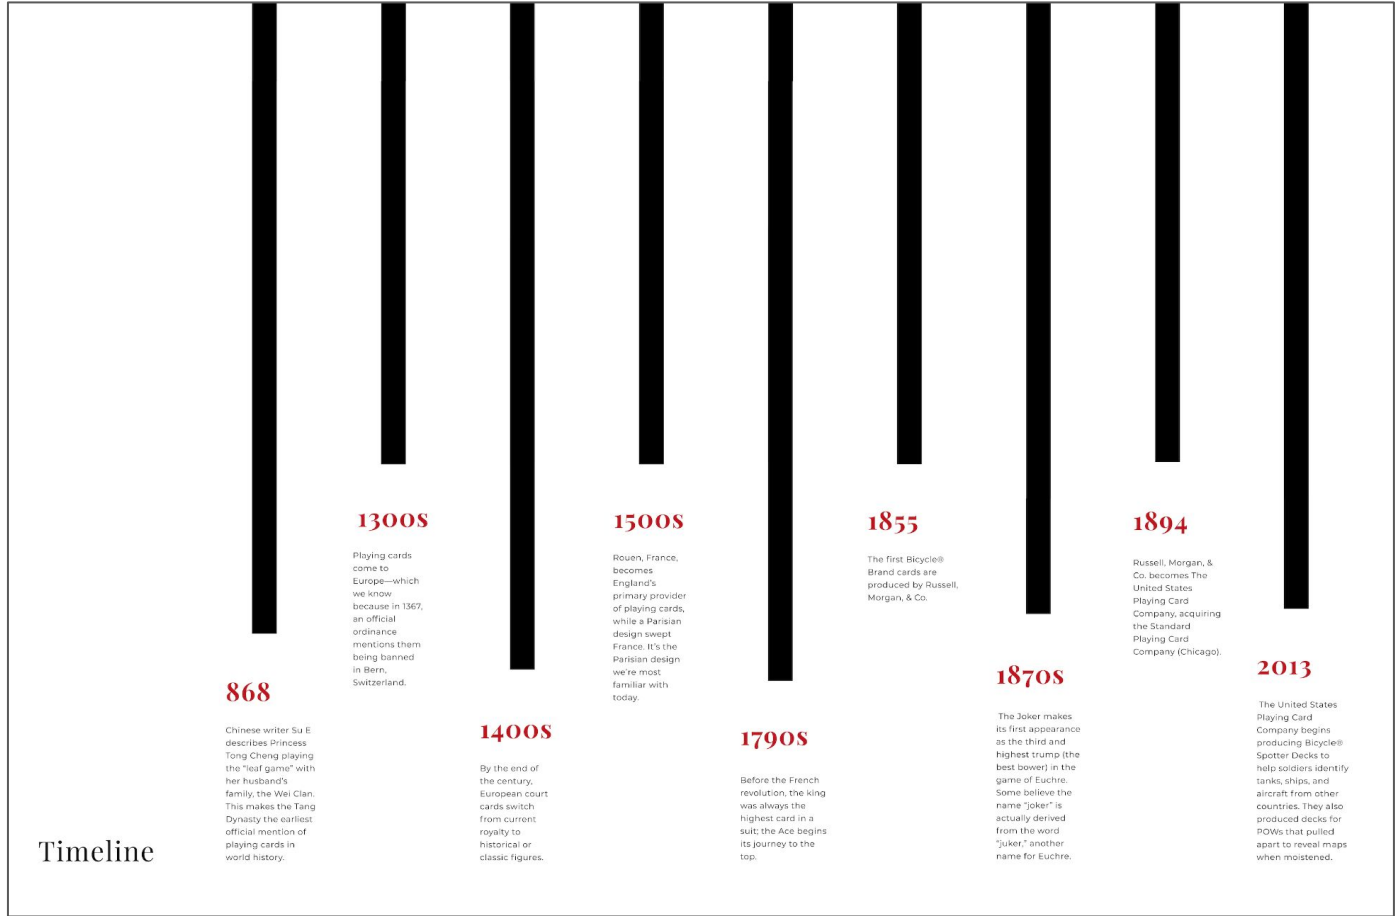 868
Chinese writer Su E
describes Princess
Tong Cheng playing
the "leaf game" with
her husband's
family, the Wei Clan.
This makes the Tang
Dynasty the earliest
official mention of
playing cards in
world history.
1300s
Playing cards
come to
Europe—which
we know
because in 1367,
an official
ordinance
mentions them
being banned
in Bern,
Switzerland.
1400s
By the end of
the century,
European court
cards switch
from current
royalty to
historical or
classic figures.
1500s
Rouen, France,
becomes
England's
primary provider
of playing cards,
while a Parisian
design swept
France. It's the
Parisian design
we're most
familiar with
today.
1790s
Before the French
revolution, the king
was always the
highest card in a
suit; the Ace begins
its journey to the
top.
1855
The first Bicycle®
Brand cards are
produced by Russell,
Morgan, & Co.
1870s
The Joker makes
its first appearance
as the third and
highest trump (the
best bower) in the
game of Euchre.
Some believe the
name "joker" is
actually derived
from the word
"juker," another
name for Euchre.
1894
Russell, Morgan, &
Co. becomes The
United States
Playing Card
Company, acquiring
the Standard
Playing Card
Company (Chicago).
2013
The United States
Playing Card
Company begins
producing Bicycle®
Spotter Decks to
help soldiers identify
tanks, ships, and
aircraft from other
countries. They also
produced decks for
POWs that pulled
apart to reveal maps
when moistened.
Timeline